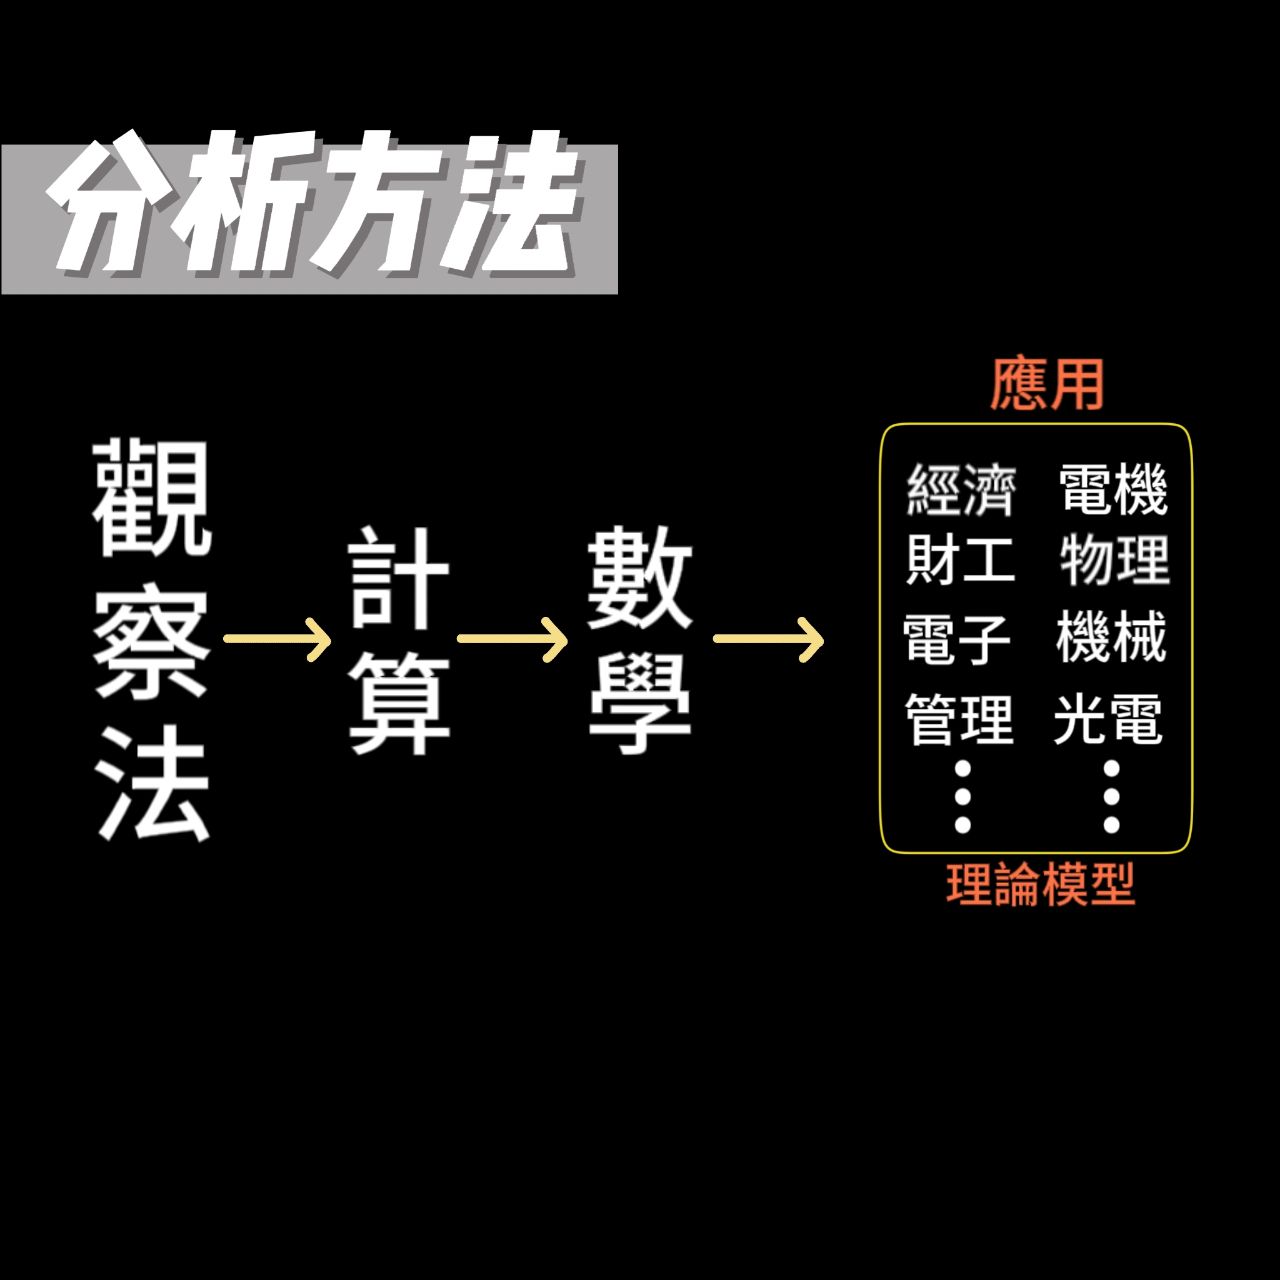 分析方法
觀察法
計算
數學
應用
經濟 電機
財工 物理
電子 機械
管理 光電
理論模型